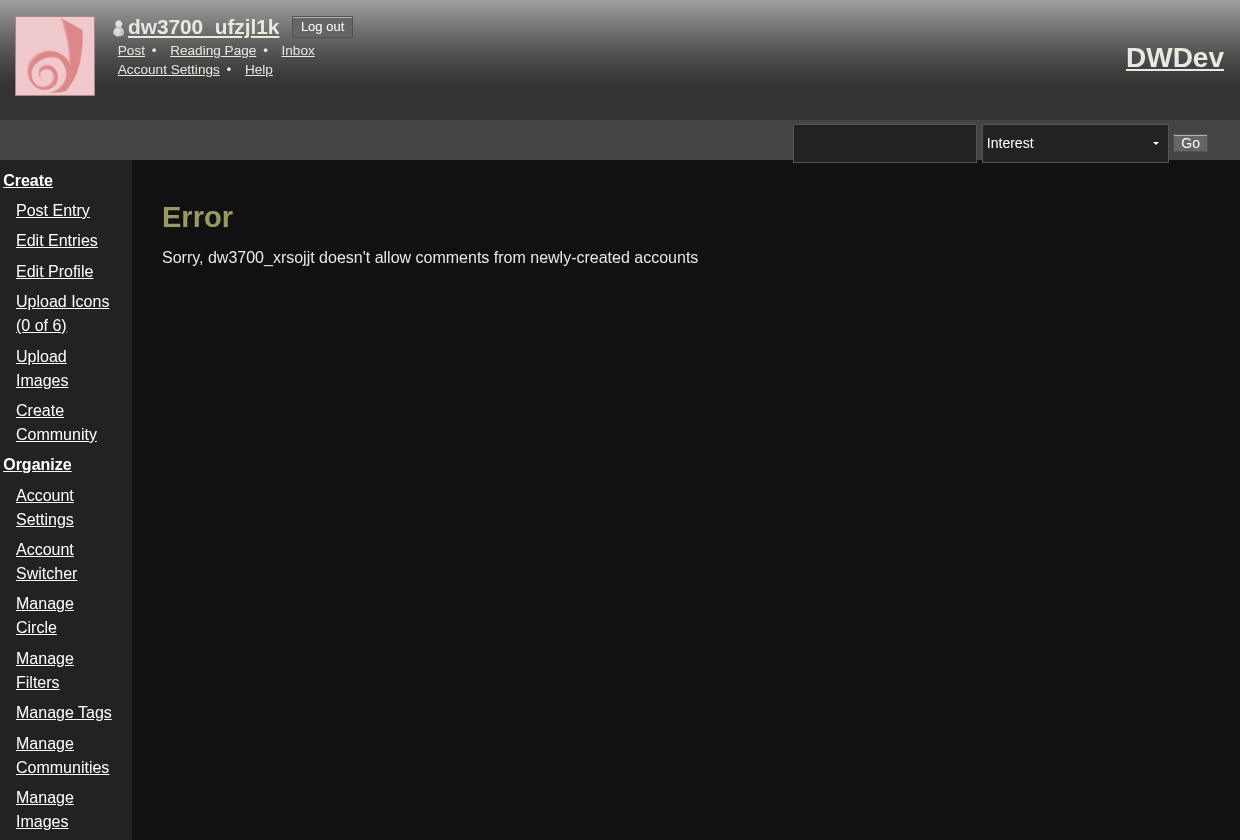 dw3700_ufzjl1k Log out
Post • Reading Page • Inbox
Account Settings • Help
DWDev
Interest Go
Create
Post Entry
Edit Entries
Edit Profile
Upload Icons
(0 of 6)
Upload
Images
Create
Community
Organize
Account
Settings
Account
Switcher
Manage
Circle
Manage
Filters
Manage Tags
Manage
Communities
Manage
Images
Error
Sorry, dw3700_xrsojjt doesn't allow comments from newly-created accounts